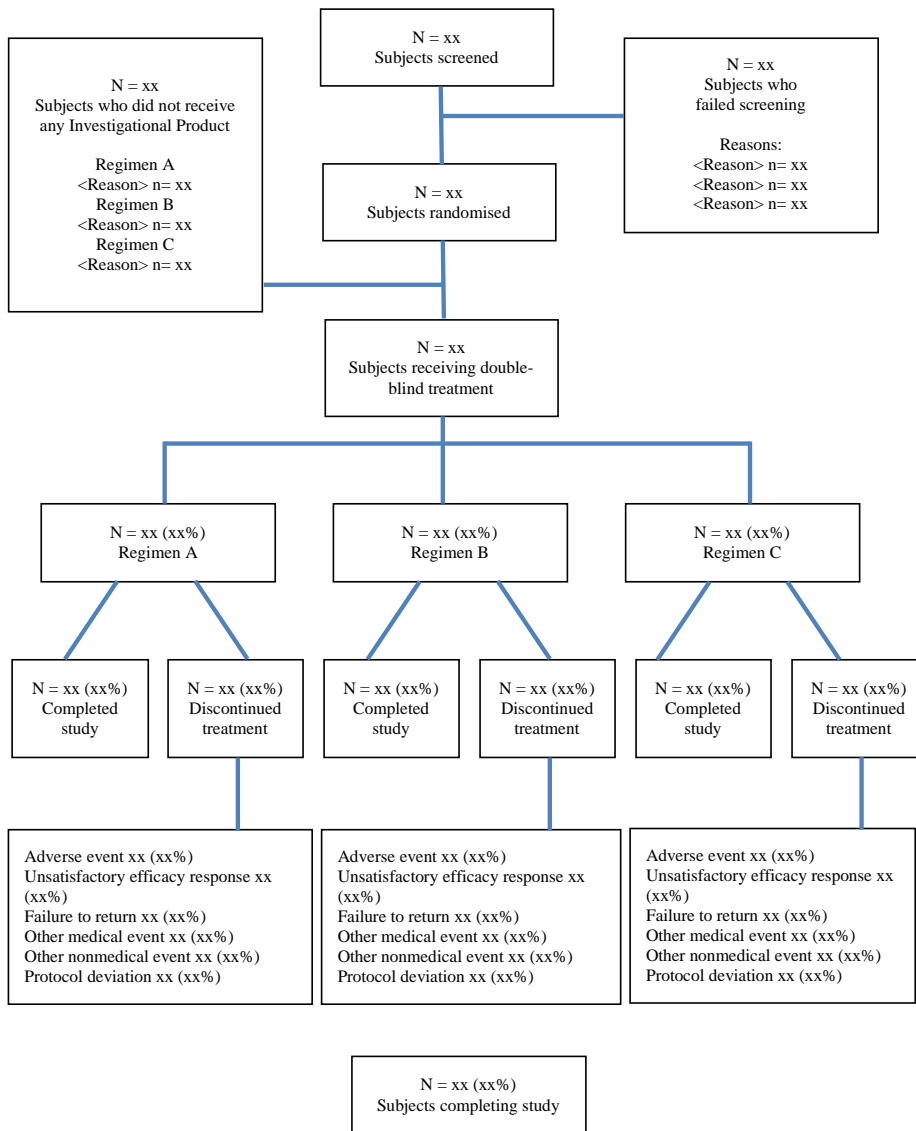 N = xx
Subjects screened
N = xx
Subjects who did not receive
any Investigational Product
Regimen A
<Reason> n= xx
Regimen B
<Reason> n= xx
Regimen C
<Reason> n= xx
N = xx
Subjects who
failed screening
Reasons:
<Reason> n= xx
<Reason> n= xx
<Reason> n= xx
N = xx
Subjects randomised
N = xx
Subjects receiving double-
blind treatment
N = xx (xx%)
Regimen A
N = xx (xx%)
Regimen B
N = xx (xx%)
Regimen C
N = xx (xx%)
Completed
study
N = xx (xx%)
Discontinued
treatment
N = xx (xx%)
Completed
study
N = xx (xx%)
Discontinued
treatment
N = xx (xx%)
Completed
study
N = xx (xx%)
Discontinued
treatment
Adverse event xx (xx%)
Unsatisfactory efficacy response xx
(xx%)
Failure to return xx (xx%)
Other medical event xx (xx%)
Other nonmedical event xx (xx%)
Protocol deviation xx (xx%)
Adverse event xx (xx%)
Unsatisfactory efficacy response xx
(xx%)
Failure to return xx (xx%)
Other medical event xx (xx%)
Other nonmedical event xx (xx%)
Protocol deviation xx (xx%)
Adverse event xx (xx%)
Unsatisfactory efficacy response xx
(xx%)
Failure to return xx (xx%)
Other medical event xx (xx%)
Other nonmedical event xx (xx%)
Protocol deviation xx (xx%)
N = xx (xx%)
Subjects completing study